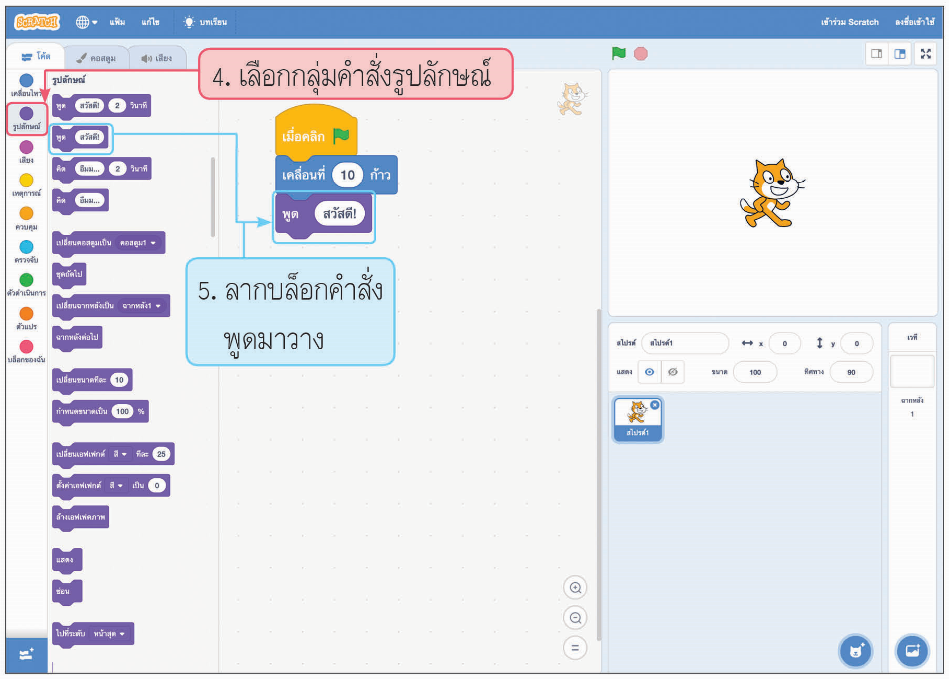 SCRATCH แฟ้ม แก้ไข บทเรียน เข้าร่วม Scratch ลงชื่อเข้าใช้
โค้ด คอสตูม เสียง
4. เลือกกลุ่มคำสั่งรูปลักษณ์
เคลื่อนไหว
รูปลักษณ์
เสียง
เหตุการณ์
ควบคุม
ตรวจจับ
ตัวดำเนินการ
ตัวแปร
บล็อกของฉัน
รูปลักษณ์
พูด สวัสดี! 2 วินาที
พูด สวัสดี!
คิด อืมม... 2 วินาที
คิด อืมม...
เปลี่ยนคอสตูมเป็น คอสตูม1
ชุดถัดไป
เปลี่ยนฉากหลังเป็น ฉากหลัง1
ฉากหลังต่อไป
เปลี่ยนขนาดทีละ 10
กำหนดขนาดเป็น 100 %
เปลี่ยนเอฟเฟกต์ สี ทีละ 25
ตั้งค่าเอฟเฟกต์ สี เป็น 0
ล้างเอฟเฟคภาพ
แสดง
ซ่อน
ไปที่ระดับ หน้าสุด
เมื่อคลิก
เคลื่อนที่ 10 ก้าว
พูด สวัสดี!
5. ลากบล็อกคำสั่ง
พูดมาวาง
สไปรต์ สไปรต์1 x 0 y 0
แสดง ขนาด 100 ทิศทาง 90
สไปรต์1
เวที
ฉากหลัง
1